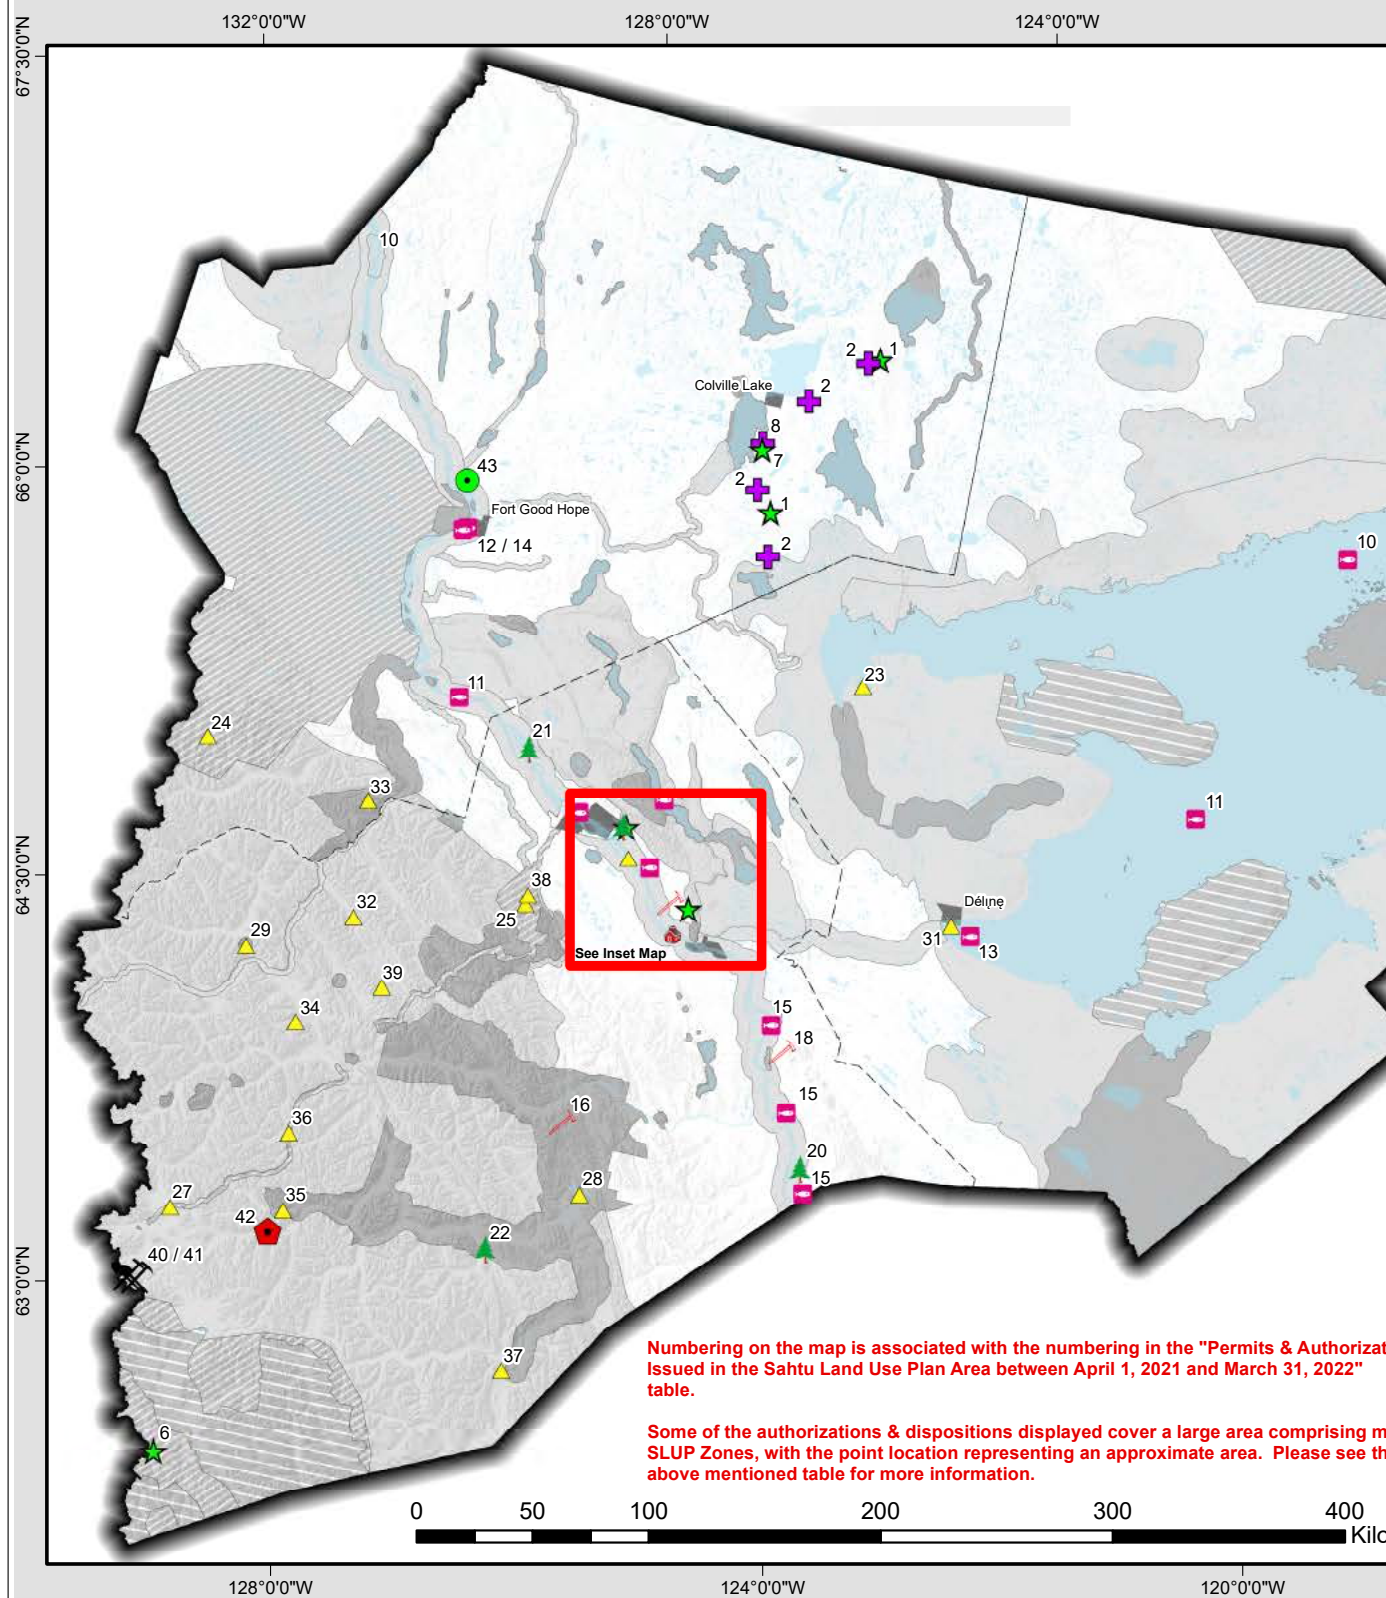 132°0'0"W
128°0'0"W
124°0'0"W
67°30'0"N
10
2
1
2
Colville Lake
8
7
66°0'0"N
43
2
1
Fort Good Hope
12 / 14
2
10
11
23
24
21
33
11
64°30'0"N
38
Délı̨nę
32
25
29
31
13
See Inset Map
39
34
15
18
16
15
36
20
28
15
27
35
42
22
40 / 41
63°0'0"N
37
Numbering on the map is associated with the numbering in the "Permits & Authorizat
Issued in the Sahtu Land Use Plan Area between April 1, 2021 and March 31, 2022"
table.
6
Some of the authorizations & dispositions displayed cover a large area comprising m
SLUP Zones, with the point location representing an approximate area. Please see th
above mentioned table for more information.
0 50 100 200 300 400
Kilo
128°0'0"W
124°0'0"W
120°0'0"W